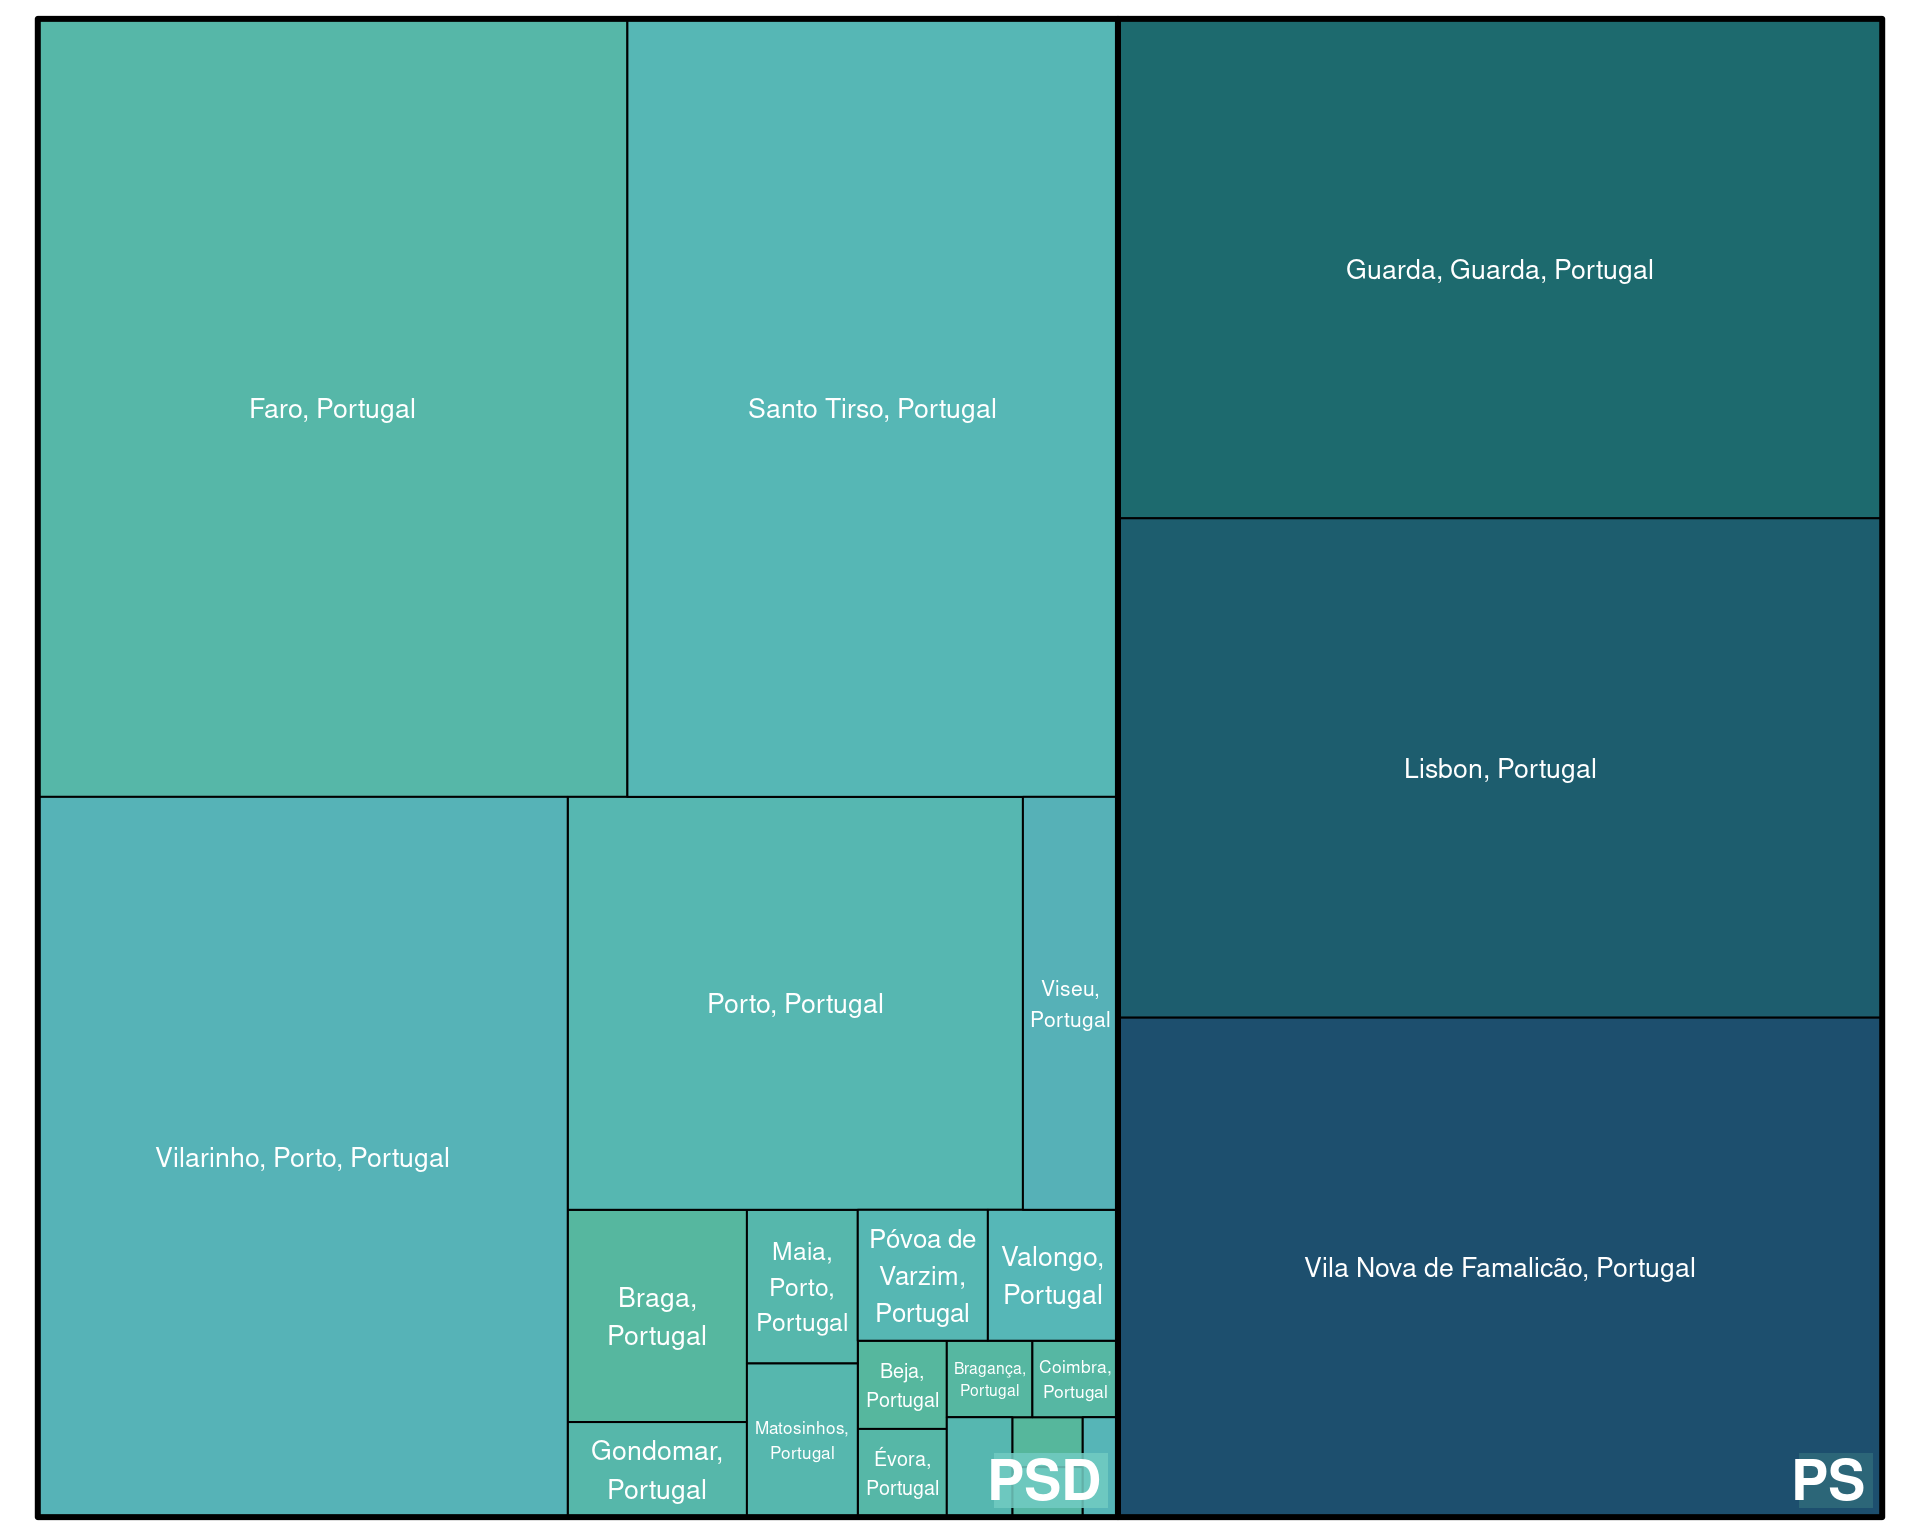 Faro, Portugal
Santo Tirso, Portugal
Guarda, Guarda, Portugal
Lisbon, Portugal
Vila Nova de Famalicão, Portugal
Vilarinho, Porto, Portugal
Porto, Portugal
Viseu,
Portugal
Braga,
Portugal
Maia,
Porto,
Portugal
Póvoa de
Varzim,
Portugal
Valongo,
Portugal
Gondomar,
Portugal
Matosinhos,
Portugal
Beja,
Portugal
Bragança,
Portugal
Coimbra,
Portugal
Évora,
Portugal
PSD
PS